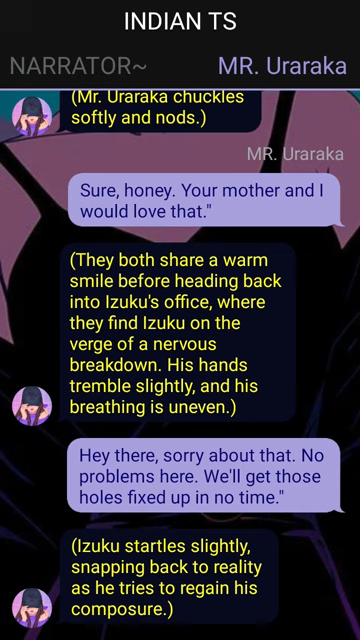 INDIAN TS
NARRATOR~ MR. Uraraka
(Mr. Uraraka chuckles
softly and nods.)
MR. Uraraka
Sure, honey. Your mother and I
would love that."
(They both share a warm
smile before heading back
into Izuku's office, where
they find Izuku on the
verge of a nervous
breakdown. His hands
tremble slightly, and his
breathing is uneven.)
Hey there, sorry about that. No
problems here. We'll get those
holes fixed up in no time."
(Izuku startles slightly,
snapping back to reality
as he tries to regain his
composure.)